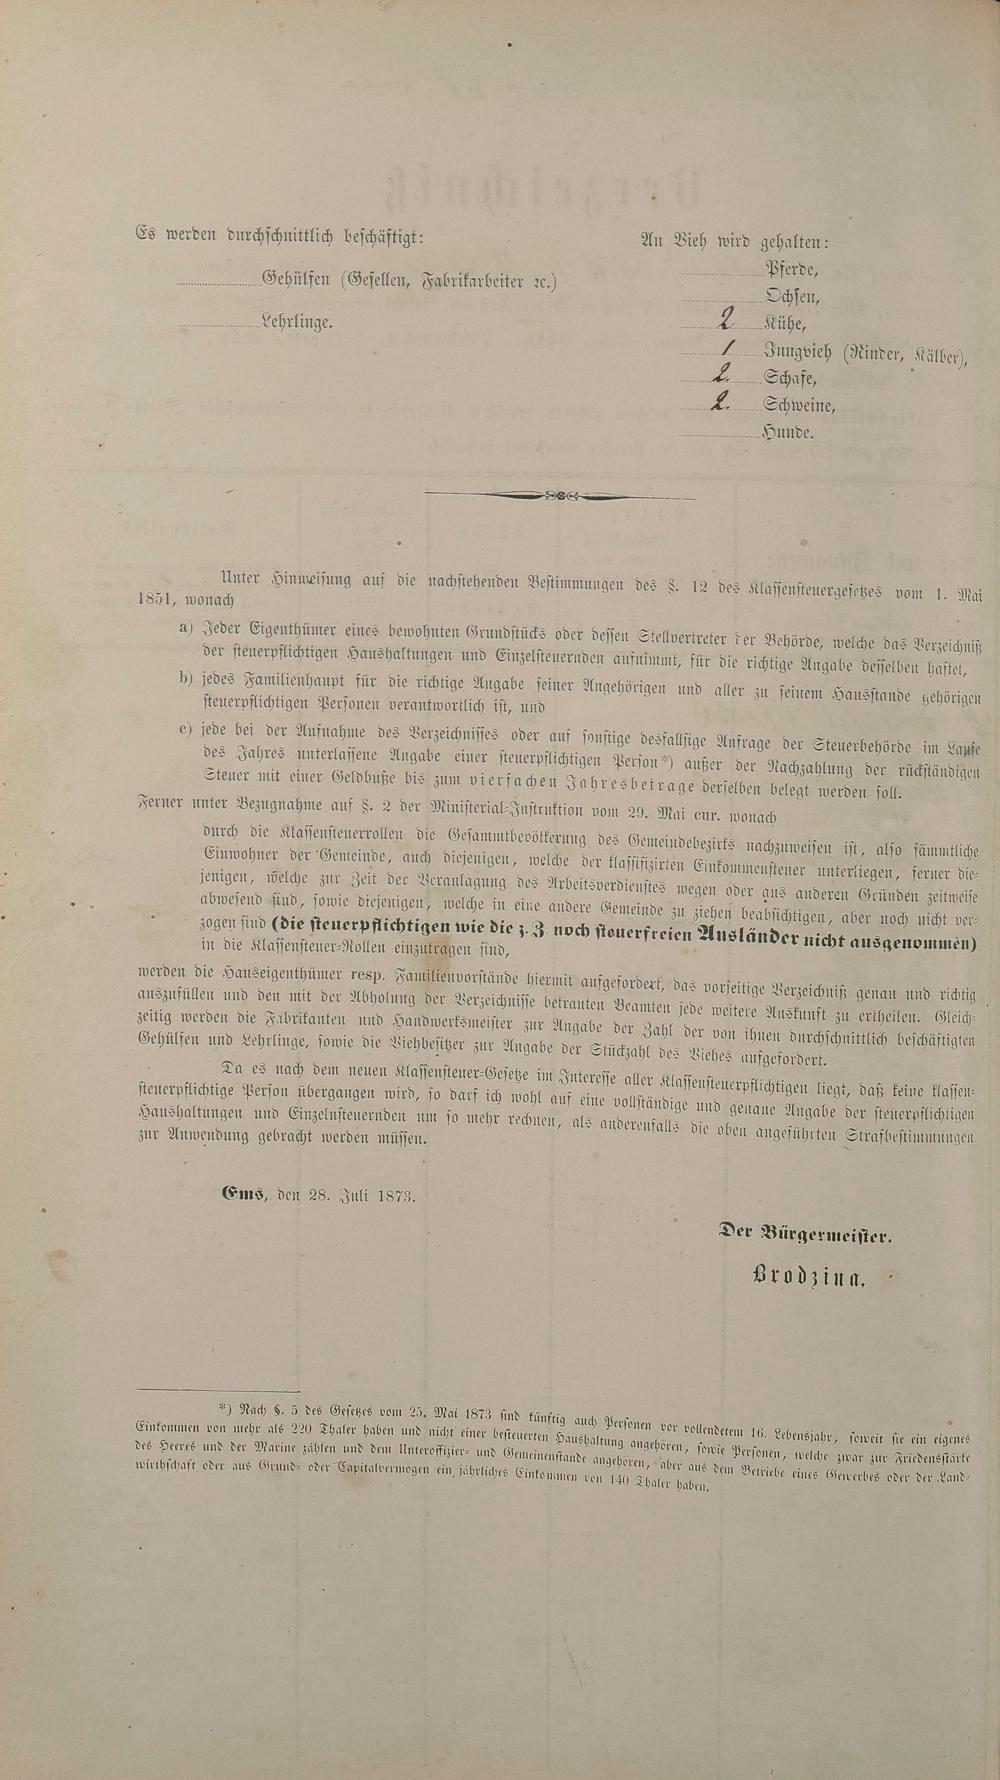 Es werden durchschnittlich beschäftigt:
Gehülfen (Gesellen, Fabrikarbeiter ꝛc.)
Lehrlinge.
An Vieh wird gehalten:
Pferde,
Ochsen,
2 Kühe,
1 Jungvieh (Rinder, Kälber),
2. Schafe,
2. Schweine,
Hunde.
Unter Hinweisung auf die nachstehenden Bestimmungen des §. 12 des Klassensteuergesetzes vom 1. Mai
1851, wonach
a) Jeder Eigenthümer eines bewohnten Grundstücks oder dessen Stellvertreter der Behörde, welche das Verzeichniß
der steuerpflichtigen Haushaltungen und Einzelsteuernden aufnimmt, für die richtige Angabe desselben haftet,
b) jedes Familienhaupt für die richtige Angabe seiner Angehörigen und aller zu seinem Hausstande gehörigen
steuerpflichtigen Personen verantwortlich ist, und
c) jede bei der Aufnahme des Verzeichnisses oder auf sonstige desfallsige Anfrage der Steuerbehörde im Laufe
des Jahres unterlassene Angabe einer steuerpflichtigen Person*) außer der Nachzahlung der rückständigen
Steuer mit einer Geldbuße bis zum vierfachen Jahresbetrage derselben belegt werden soll.
Ferner unter Bezugnahme auf §. 2 der Ministerial-Instruktion vom 29. Mai cur. wonach
durch die Klassensteuerrollen die Gesammtbevölkerung des Gemeindebezirks nachzuweisen ist, also sämmtliche
Einwohner der Gemeinde, auch diejenigen, welche der klassifizirten Einkommensteuer unterliegen, ferner die-
jenigen, welche zur Zeit der Veranlagung des Arbeitsverdienstes wegen oder aus anderen Gründen zeitweise
abwesend sind, sowie diejenigen, welche in eine andere Gemeinde zu ziehen beabsichtigen, aber noch nicht ver-
zogen sind (die steuerpflichtigen wie die z. Z. noch steuerfreien Ausländer nicht ausgenommen)
in die Klassensteuer-Rollen einzutragen sind,
werden die Hauseigenthümer resp. Familienvorstände hiermit aufgefordert, das vorseitige Verzeichniß genau und richtig
auszufüllen und den mit der Abholung der Verzeichnisse betrauten Beamten jede weitere Auskunft zu ertheilen. Gleich-
zeitig werden die Fabrikanten und Handwerksmeister zur Angabe der Zahl der von ihnen durchschnittlich beschäftigten
Gehülfen und Lehrlinge, sowie die Viehbesitzer zur Angabe der Stückzahl des Viehes aufgefordert.
Da es nach dem neuen Klassensteuer-Gesetze im Interesse aller Klassensteuerpflichtigen liegt, daß keine klassen-
steuerpflichtige Person übergangen wird, so darf ich wohl auf eine vollständige und genaue Angabe der steuerpflichtigen
Haushaltungen und Einzelnsteuernden um so mehr rechnen, als anderenfalls die oben angeführten Strafbestimmungen
zur Anwendung gebracht werden müssen.
Ems, den 28. Juli 1873.
Der Bürgermeister.
Brodzina.
*) Nach §. 5 des Gesetzes vom 25. Mai 1873 sind künftig auch Personen vor vollendetem 16. Lebensjahr, soweit sie ein eigenes
Einkommen von mehr als 220 Thaler haben und nicht einer besteuerten Haushaltung angehören, sowie Personen, welche zwar zur Friedensstärke
des Heeres und der Marine zählen und dem Unteroffizier- und Gemeinenstande angehören, aber aus dem Betriebe eines Gewerbes oder der Land-
wirthschaft oder aus Grund- oder Capitalvermögen ein jährliches Einkommen von 140 Thaler haben.